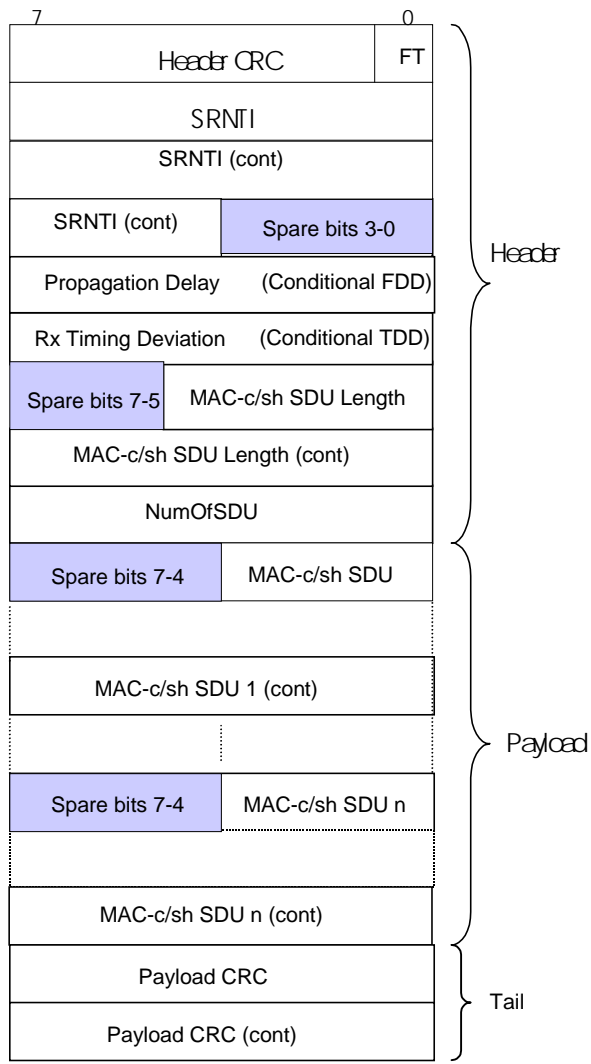 7 0
Header CRC FT
SRNTI
SRNTI (cont)
SRNTI (cont) Spare bits 3-0
Header
Propagation Delay (Conditional FDD)
Rx Timing Deviation (Conditional TDD)
Spare bits 7-5 MAC-c/sh SDU Length
MAC-c/sh SDU Length (cont)
NumOfSDU
Spare bits 7-4 MAC-c/sh SDU
MAC-c/sh SDU 1 (cont)
Payload
Spare bits 7-4 MAC-c/sh SDU n
MAC-c/sh SDU n (cont)
Payload CRC
Tail
Payload CRC (cont)